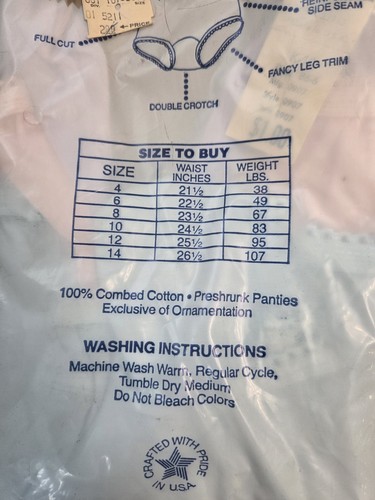 SIZE
01 5211
← PRICE
SIDE SEAM
FULL CUT
FANCY LEG TRIM
DOUBLE CROTCH
SIZE TO BUY
SIZE WAIST INCHES WEIGHT LBS.
4 21½ 38
6 22½ 49
8 23½ 67
10 24½ 83
12 25½ 95
14 26½ 107
100% Combed Cotton • Preshrunk Panties
Exclusive of Ornamentation
WASHING INSTRUCTIONS
Machine Wash Warm, Regular Cycle,
Tumble Dry Medium
Do Not Bleach Colors
CRAFTED WITH PRIDE
IN U.S.A.